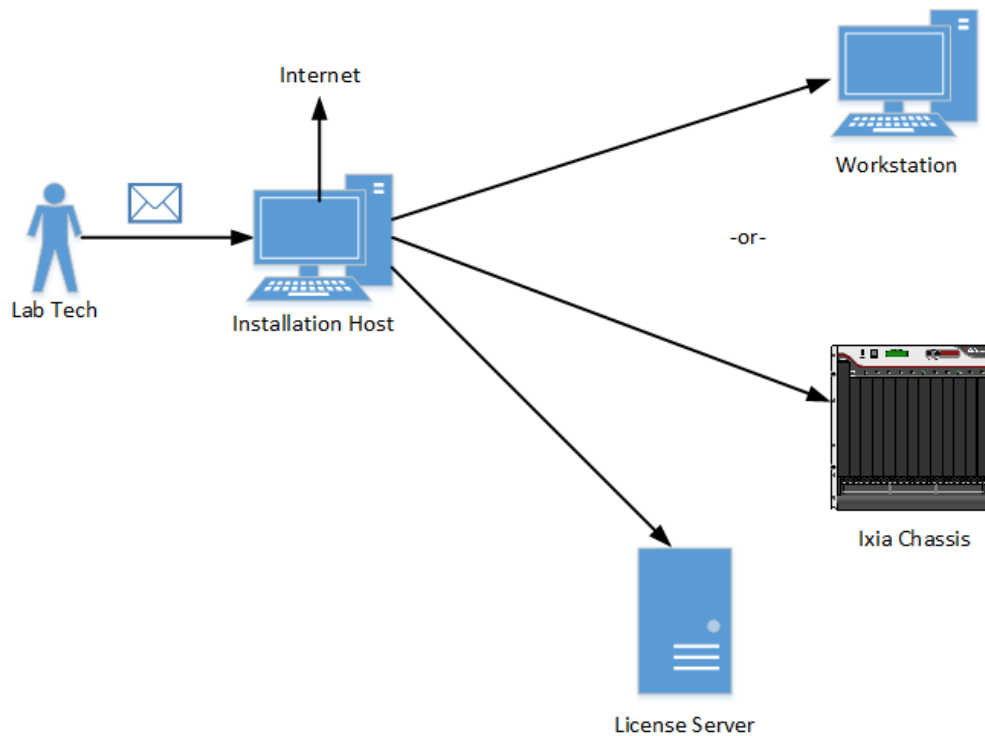 Internet
Workstation
-or-
Lab Tech
Installation Host
Ixia Chassis
License Server